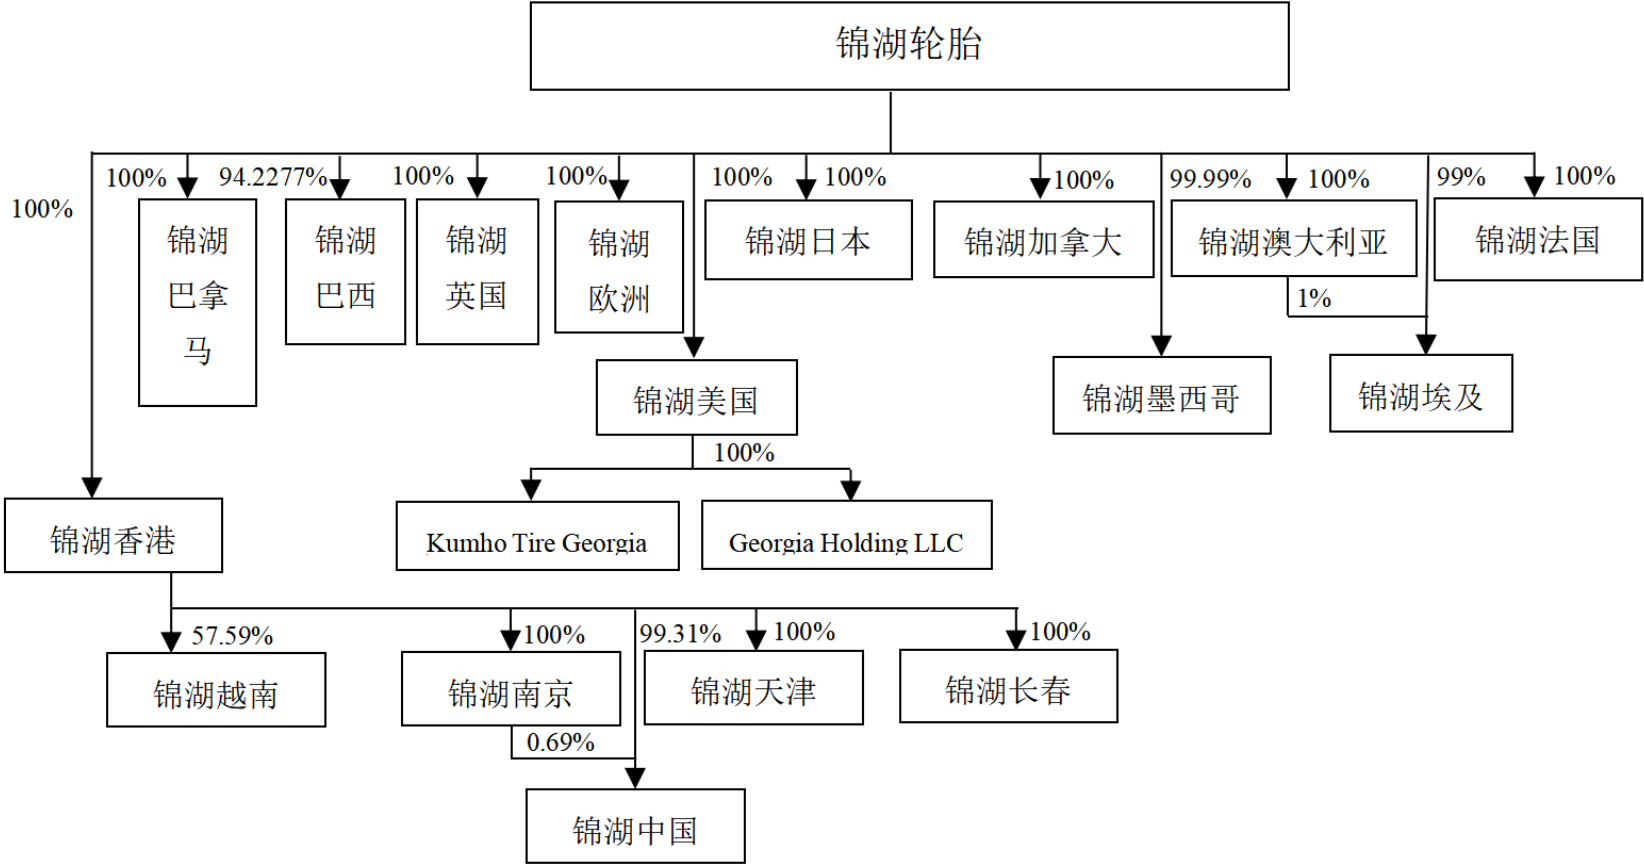 锦湖轮胎
100%
100%
94.2277%
100%
100%
100%
100%
100%
99.99%
100%
99%
100%
锦湖
巴拿
马
锦湖
巴西
锦湖
英国
锦湖
欧洲
锦湖日本
锦湖加拿大
锦湖澳大利亚
锦湖法国
1%
锦湖美国
锦湖墨西哥
锦湖埃及
100%
锦湖香港
Kumho Tire Georgia
Georgia Holding LLC
57.59%
100%
99.31%
100%
100%
锦湖越南
锦湖南京
锦湖天津
锦湖长春
0.69%
锦湖中国